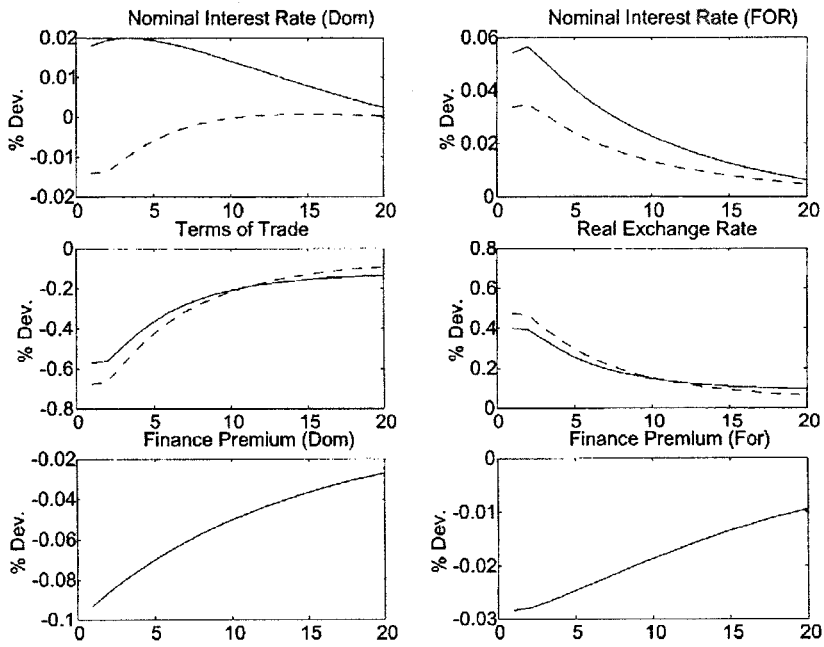 Nominal Interest Rate (Dom)
0.02
0.01
0
-0.01
-0.02
% Dev.
0 5 10 15 20
Nominal Interest Rate (FOR)
0.06
0.04
0.02
0
% Dev.
0 5 10 15 20
Terms of Trade
0
-0.2
-0.4
-0.6
-0.8
% Dev.
0 5 10 15 20
Real Exchange Rate
0.8
0.6
0.4
0.2
0
% Dev.
0 5 10 15 20
Finance Premium (Dom)
-0.02
-0.04
-0.06
-0.08
-0.1
% Dev.
0 5 10 15 20
Finance Premium (For)
0
-0.01
-0.02
-0.03
% Dev.
0 5 10 15 20